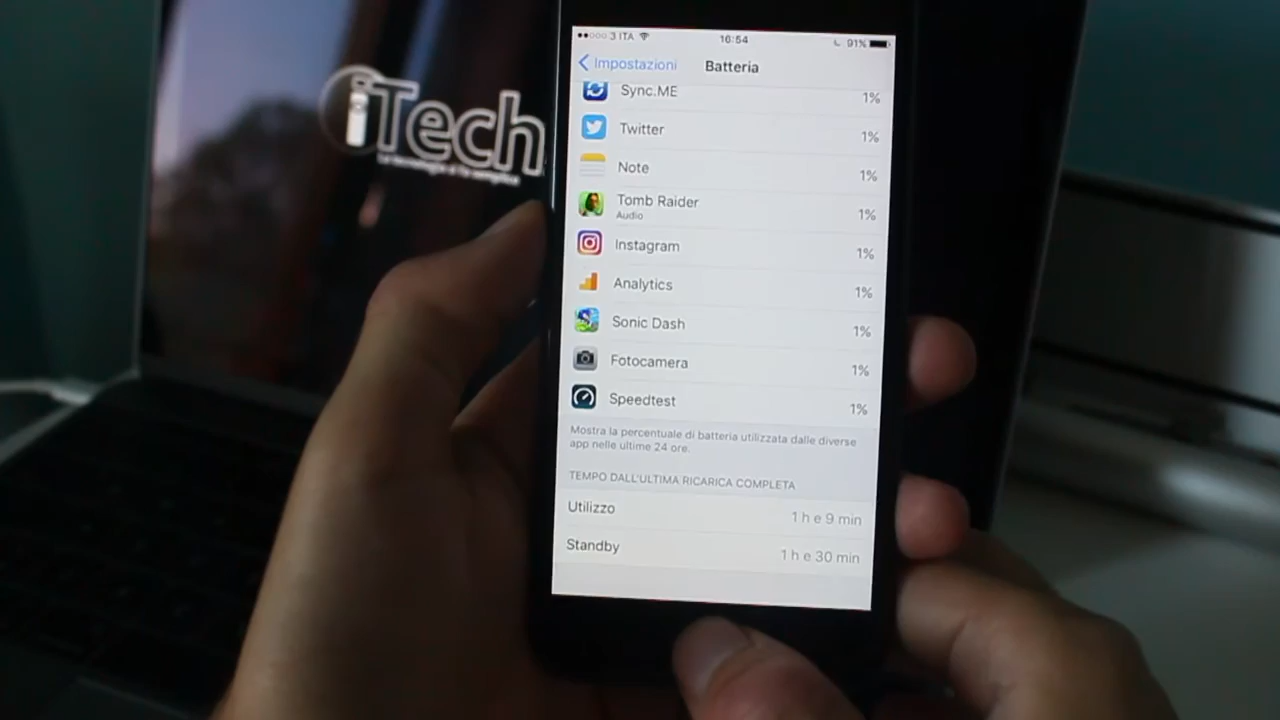 iTech
3 ITA
16:54
91%
Impostazioni
Batteria
Sync.ME
1%
Twitter
1%
Note
1%
Tomb Raider
Audio
1%
Instagram
1%
Analytics
1%
Sonic Dash
1%
Fotocamera
1%
Speedtest
1%
Mostra la percentuale di batteria utilizzata dalle diverse
app nelle ultime 24 ore.
TEMPO DALL'ULTIMA RICARICA COMPLETA
Utilizzo
1 h e 9 min
Standby
1 h e 30 min